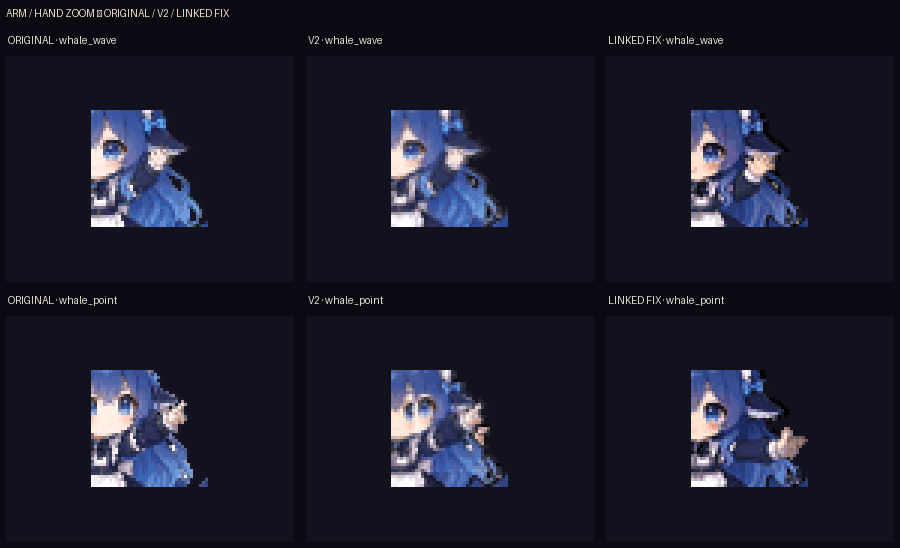 ARM / HAND ZOOM □ ORIGINAL / V2 / LINKED FIX
ORIGINAL · whale_wave
V2 · whale_wave
LINKED FIX · whale_wave
ORIGINAL · whale_point
V2 · whale_point
LINKED FIX · whale_point